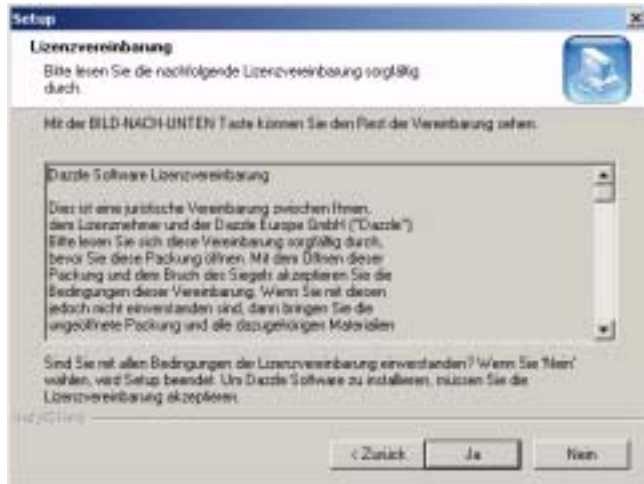 Setup
Lizenzvereinbarung
Bitte lesen Sie die nachfolgende Lizenzvereinbarung sorgfältig
durch.
Mit der BILD-NACH-UNTEN Taste können Sie den Rest der Vereinbarung sehen.
Dazzle Software Lizenzvereinbarung
Dies ist eine juristische Vereinbarung zwischen Ihnen,
dem Lizenznehmer und der Dazzle Europe GmbH ("Dazzle")
Bitte lesen Sie sich diese Vereinbarung sorgfältig durch,
bevor Sie diese Packung öffnen. Mit dem Öffnen dieser
Packung und dem Bruch des Siegels akzeptieren Sie die
Bedingungen dieser Vereinbarung. Wenn Sie mit diesen
jedoch nicht einverstanden sind, dann bringen Sie die
ungeöffnete Packung und alle dazugehörigen Materialien
Sind Sie mit allen Bedingungen der Lizenzvereinbarung einverstanden? Wenn Sie 'Nein'
wählen, wird Setup beendet. Um Dazzle Software zu installieren, müssen Sie die
Lizenzvereinbarung akzeptieren.
< Zurück
Ja
Nein